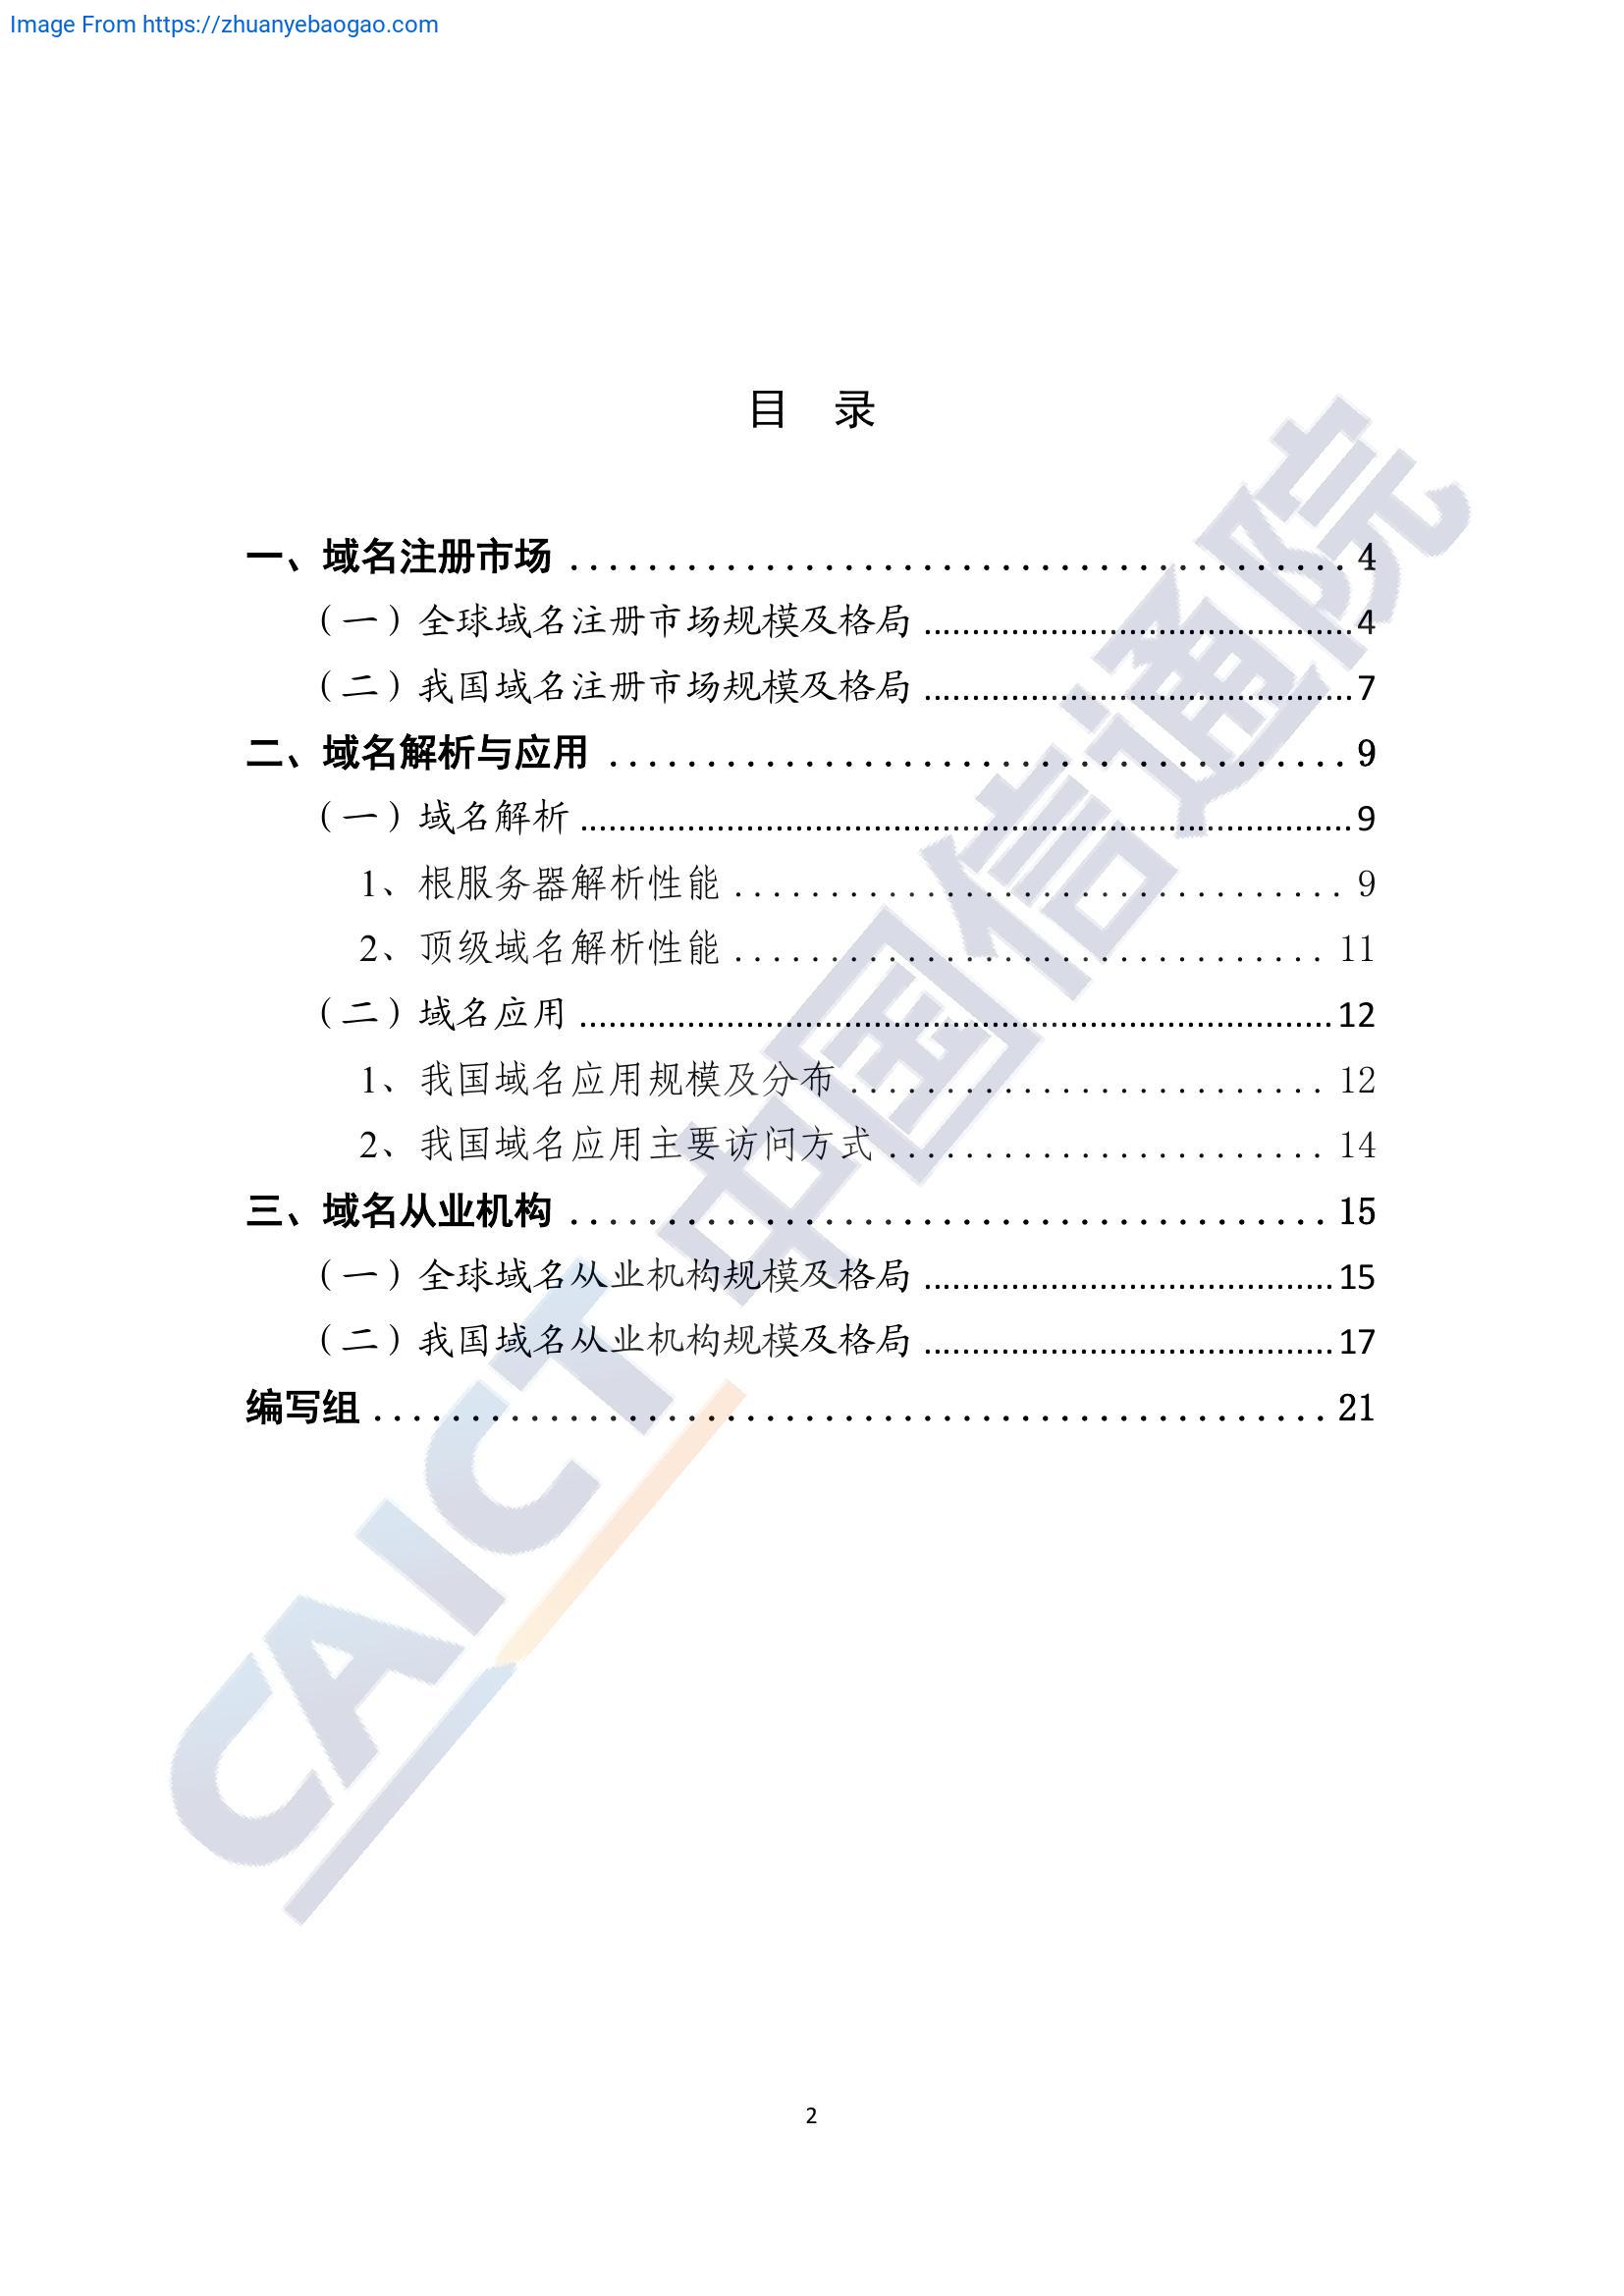 Image From https://zhuanyebaogao.com
目 录
一、域名注册市场 ....................................... 4
（一）全球域名注册市场规模及格局 ............................................ 4
（二）我国域名注册市场规模及格局 ............................................ 7
二、域名解析与应用 ..................................... 9
（一）域名解析 ............................................................................... 9
1、根服务器解析性能 ................................ 9
2、顶级域名解析性能 ............................... 11
（二）域名应用 ............................................................................. 12
1、我国域名应用规模及分布 ......................... 12
2、我国域名应用主要访问方式 ....................... 14
三、域名从业机构 ...................................... 15
（一）全球域名从业机构规模及格局 .......................................... 15
（二）我国域名从业机构规模及格局 .......................................... 17
编写组 ................................................ 21
CAICT 中国信通院
2